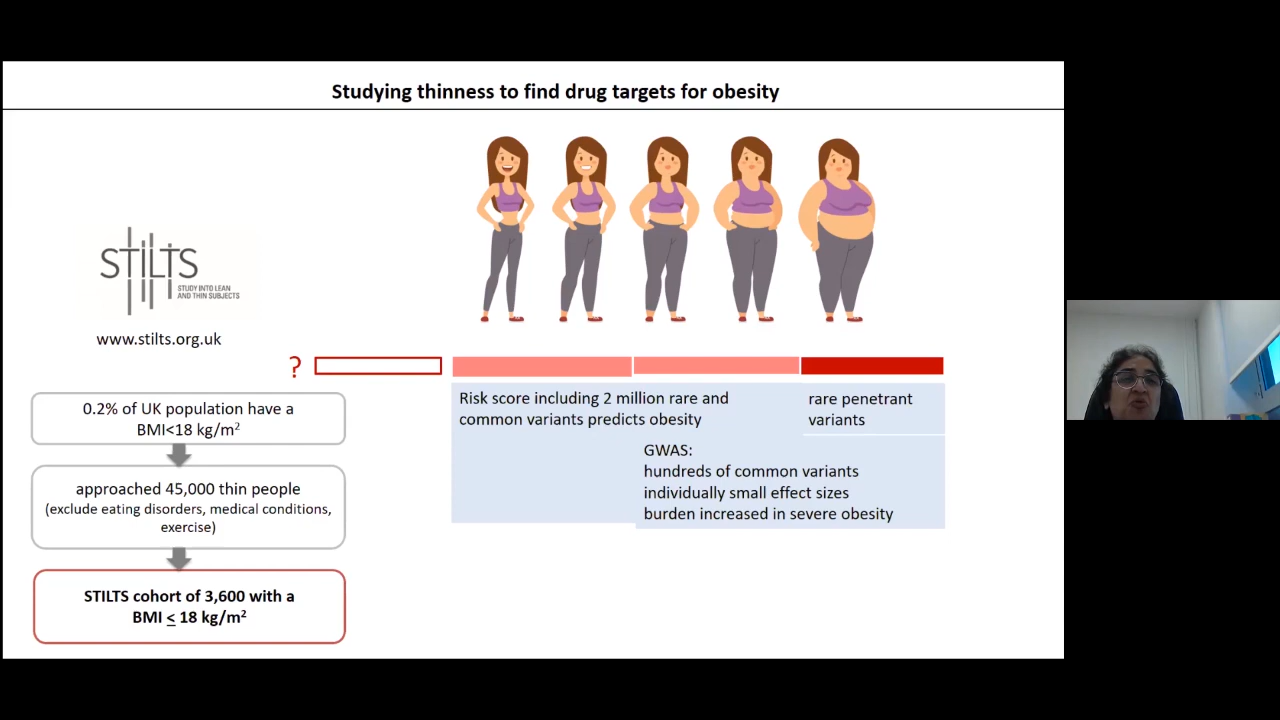 Studying thinness to find drug targets for obesity
STILTS
STUDY INTO LEAN
AND THIN SUBJECTS
www.stilts.org.uk
?
0.2% of UK population have a
BMI<18 kg/m²
approached 45,000 thin people
(exclude eating disorders, medical conditions,
exercise)
STILTS cohort of 3,600 with a
BMI ≤ 18 kg/m²
Risk score including 2 million rare and
common variants predicts obesity
rare penetrant
variants
GWAS:
hundreds of common variants
individually small effect sizes
burden increased in severe obesity